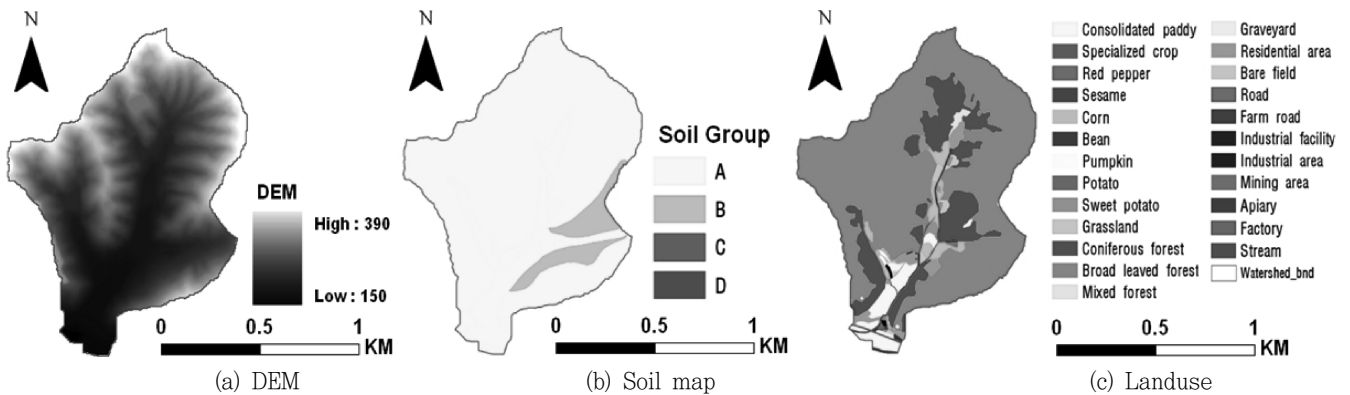 N
DEM
High : 390
Low : 150
0 0.5 1
KM
(a) DEM
N
Soil Group
A
B
C
D
0 0.5 1
KM
(b) Soil map
N
Consolidated paddy
Specialized crop
Red pepper
Sesame
Corn
Bean
Pumpkin
Potato
Sweet potato
Grassland
Coniferous forest
Broad leaved forest
Mixed forest
Graveyard
Residential area
Bare field
Road
Farm road
Industrial facility
Industrial area
Mining area
Apiary
Factory
Stream
Watershed_bnd
0 0.5 1
KM
(c) Landuse